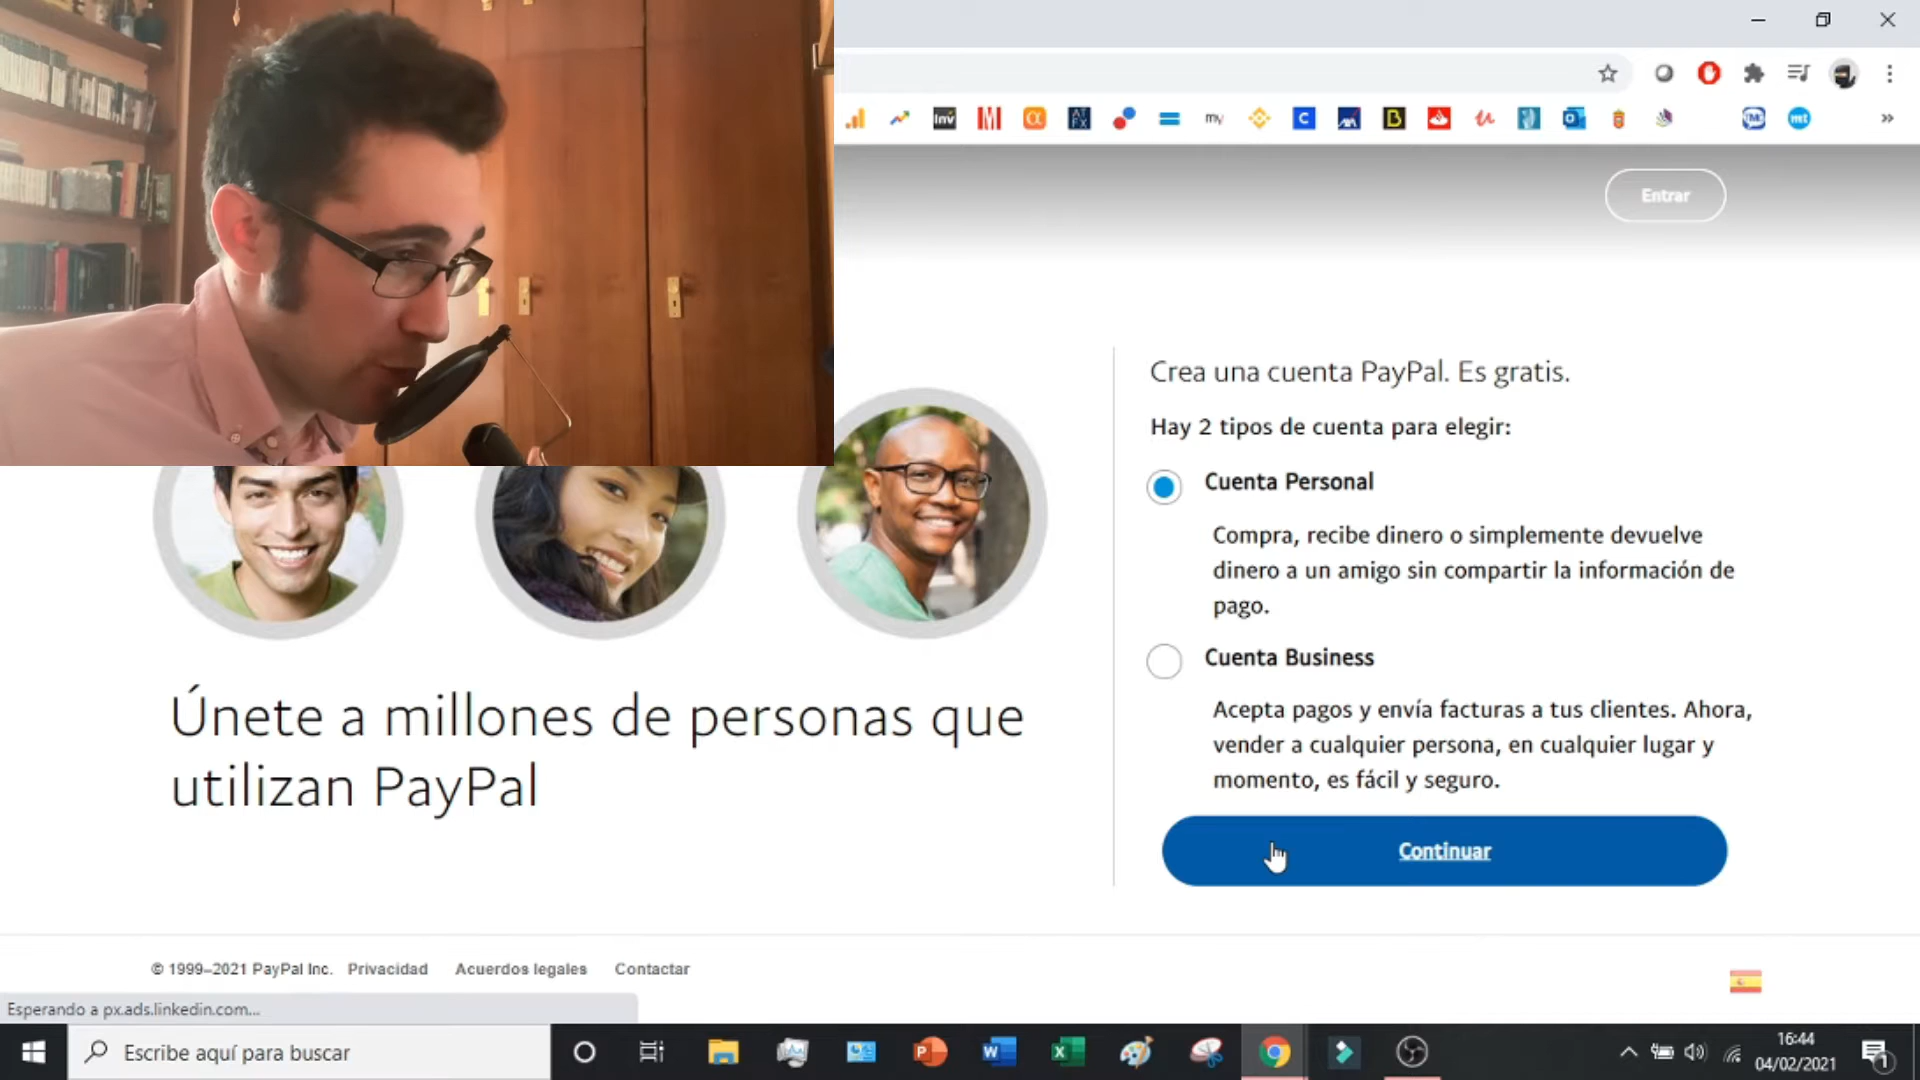 Entrar
Crea una cuenta PayPal. Es gratis.
Hay 2 tipos de cuenta para elegir:
Cuenta Personal
Compra, recibe dinero o simplemente devuelve
dinero a un amigo sin compartir la información de
pago.
Cuenta Business
Acepta pagos y envía facturas a tus clientes. Ahora,
vender a cualquier persona, en cualquier lugar y
momento, es fácil y seguro.
Continuar
Únete a millones de personas que
utilizan PayPal
© 1999–2021 PayPal Inc. Privacidad Acuerdos legales Contactar
Esperando a px.ads.linkedin.com...
Escribe aquí para buscar
16:44
04/02/2021
1